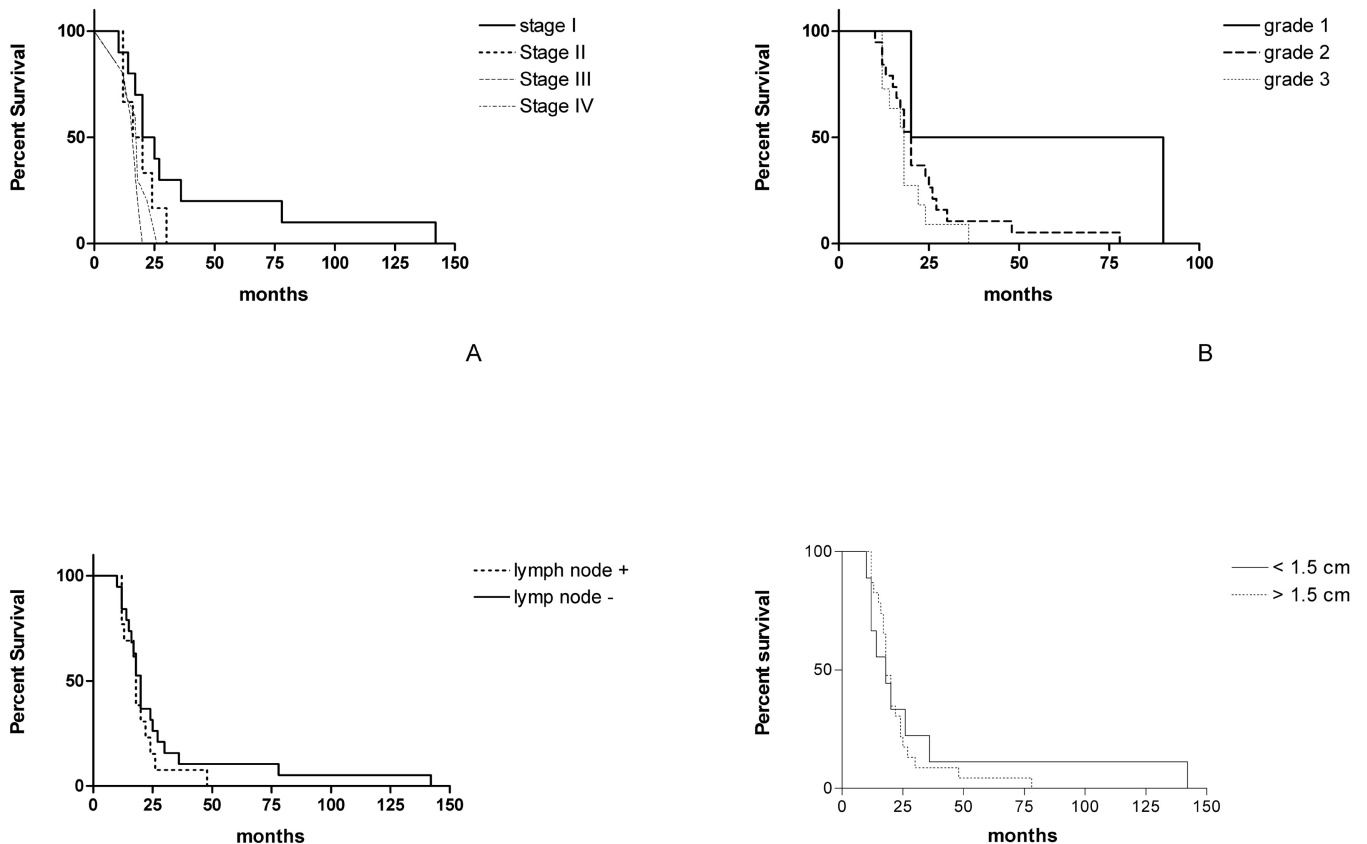 stage I
Stage II
Stage III
Stage IV
Percent Survival
100
50
0
0 25 50 75 100 125 150
months
A
grade 1
grade 2
grade 3
Percent Survival
100
50
0
0 25 50 75 100
months
B
lymph node +
lymp node -
Percent Survival
100
50
0
0 25 50 75 100 125 150
months
< 1.5 cm
> 1.5 cm
Percent survival
100
50
0
0 25 50 75 100 125 150
months